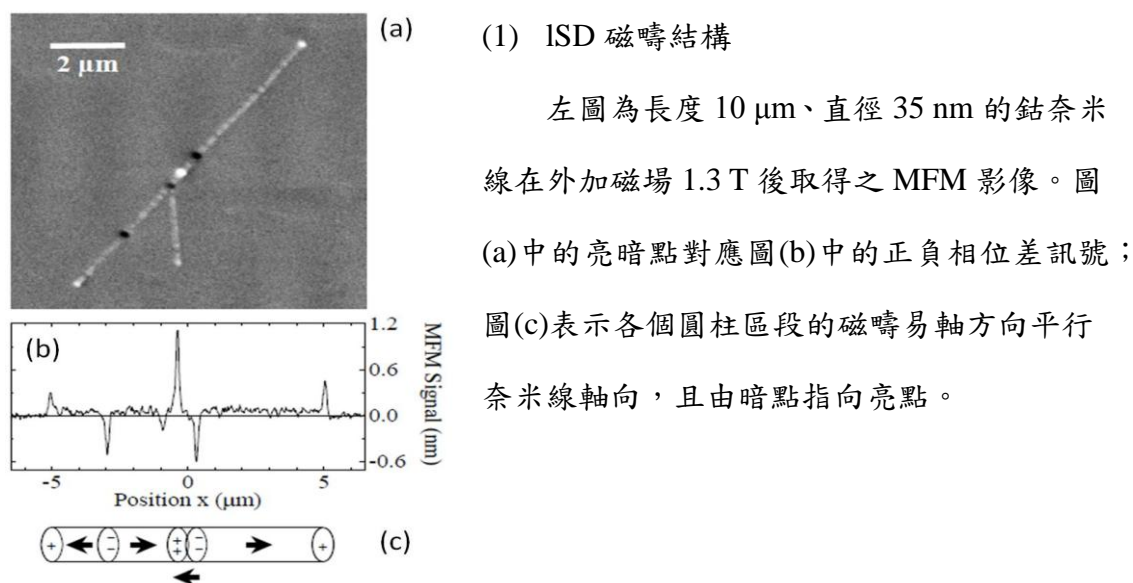 (a)
2 μm
(1) lSD 磁疇結構
左圖為長度 10 μm、直徑 35 nm 的鈷奈米
線在外加磁場 1.3 T 後取得之 MFM 影像。圖
(a)中的亮暗點對應圖(b)中的正負相位差訊號；
圖(c)表示各個圓柱區段的磁疇易軸方向平行
奈米線軸向，且由暗點指向亮點。
(b)
1.2
0.6
0.0
-0.6
MFM Signal (nm)
-5 0 5
Position x (μm)
+ − − + + − − +
(c)